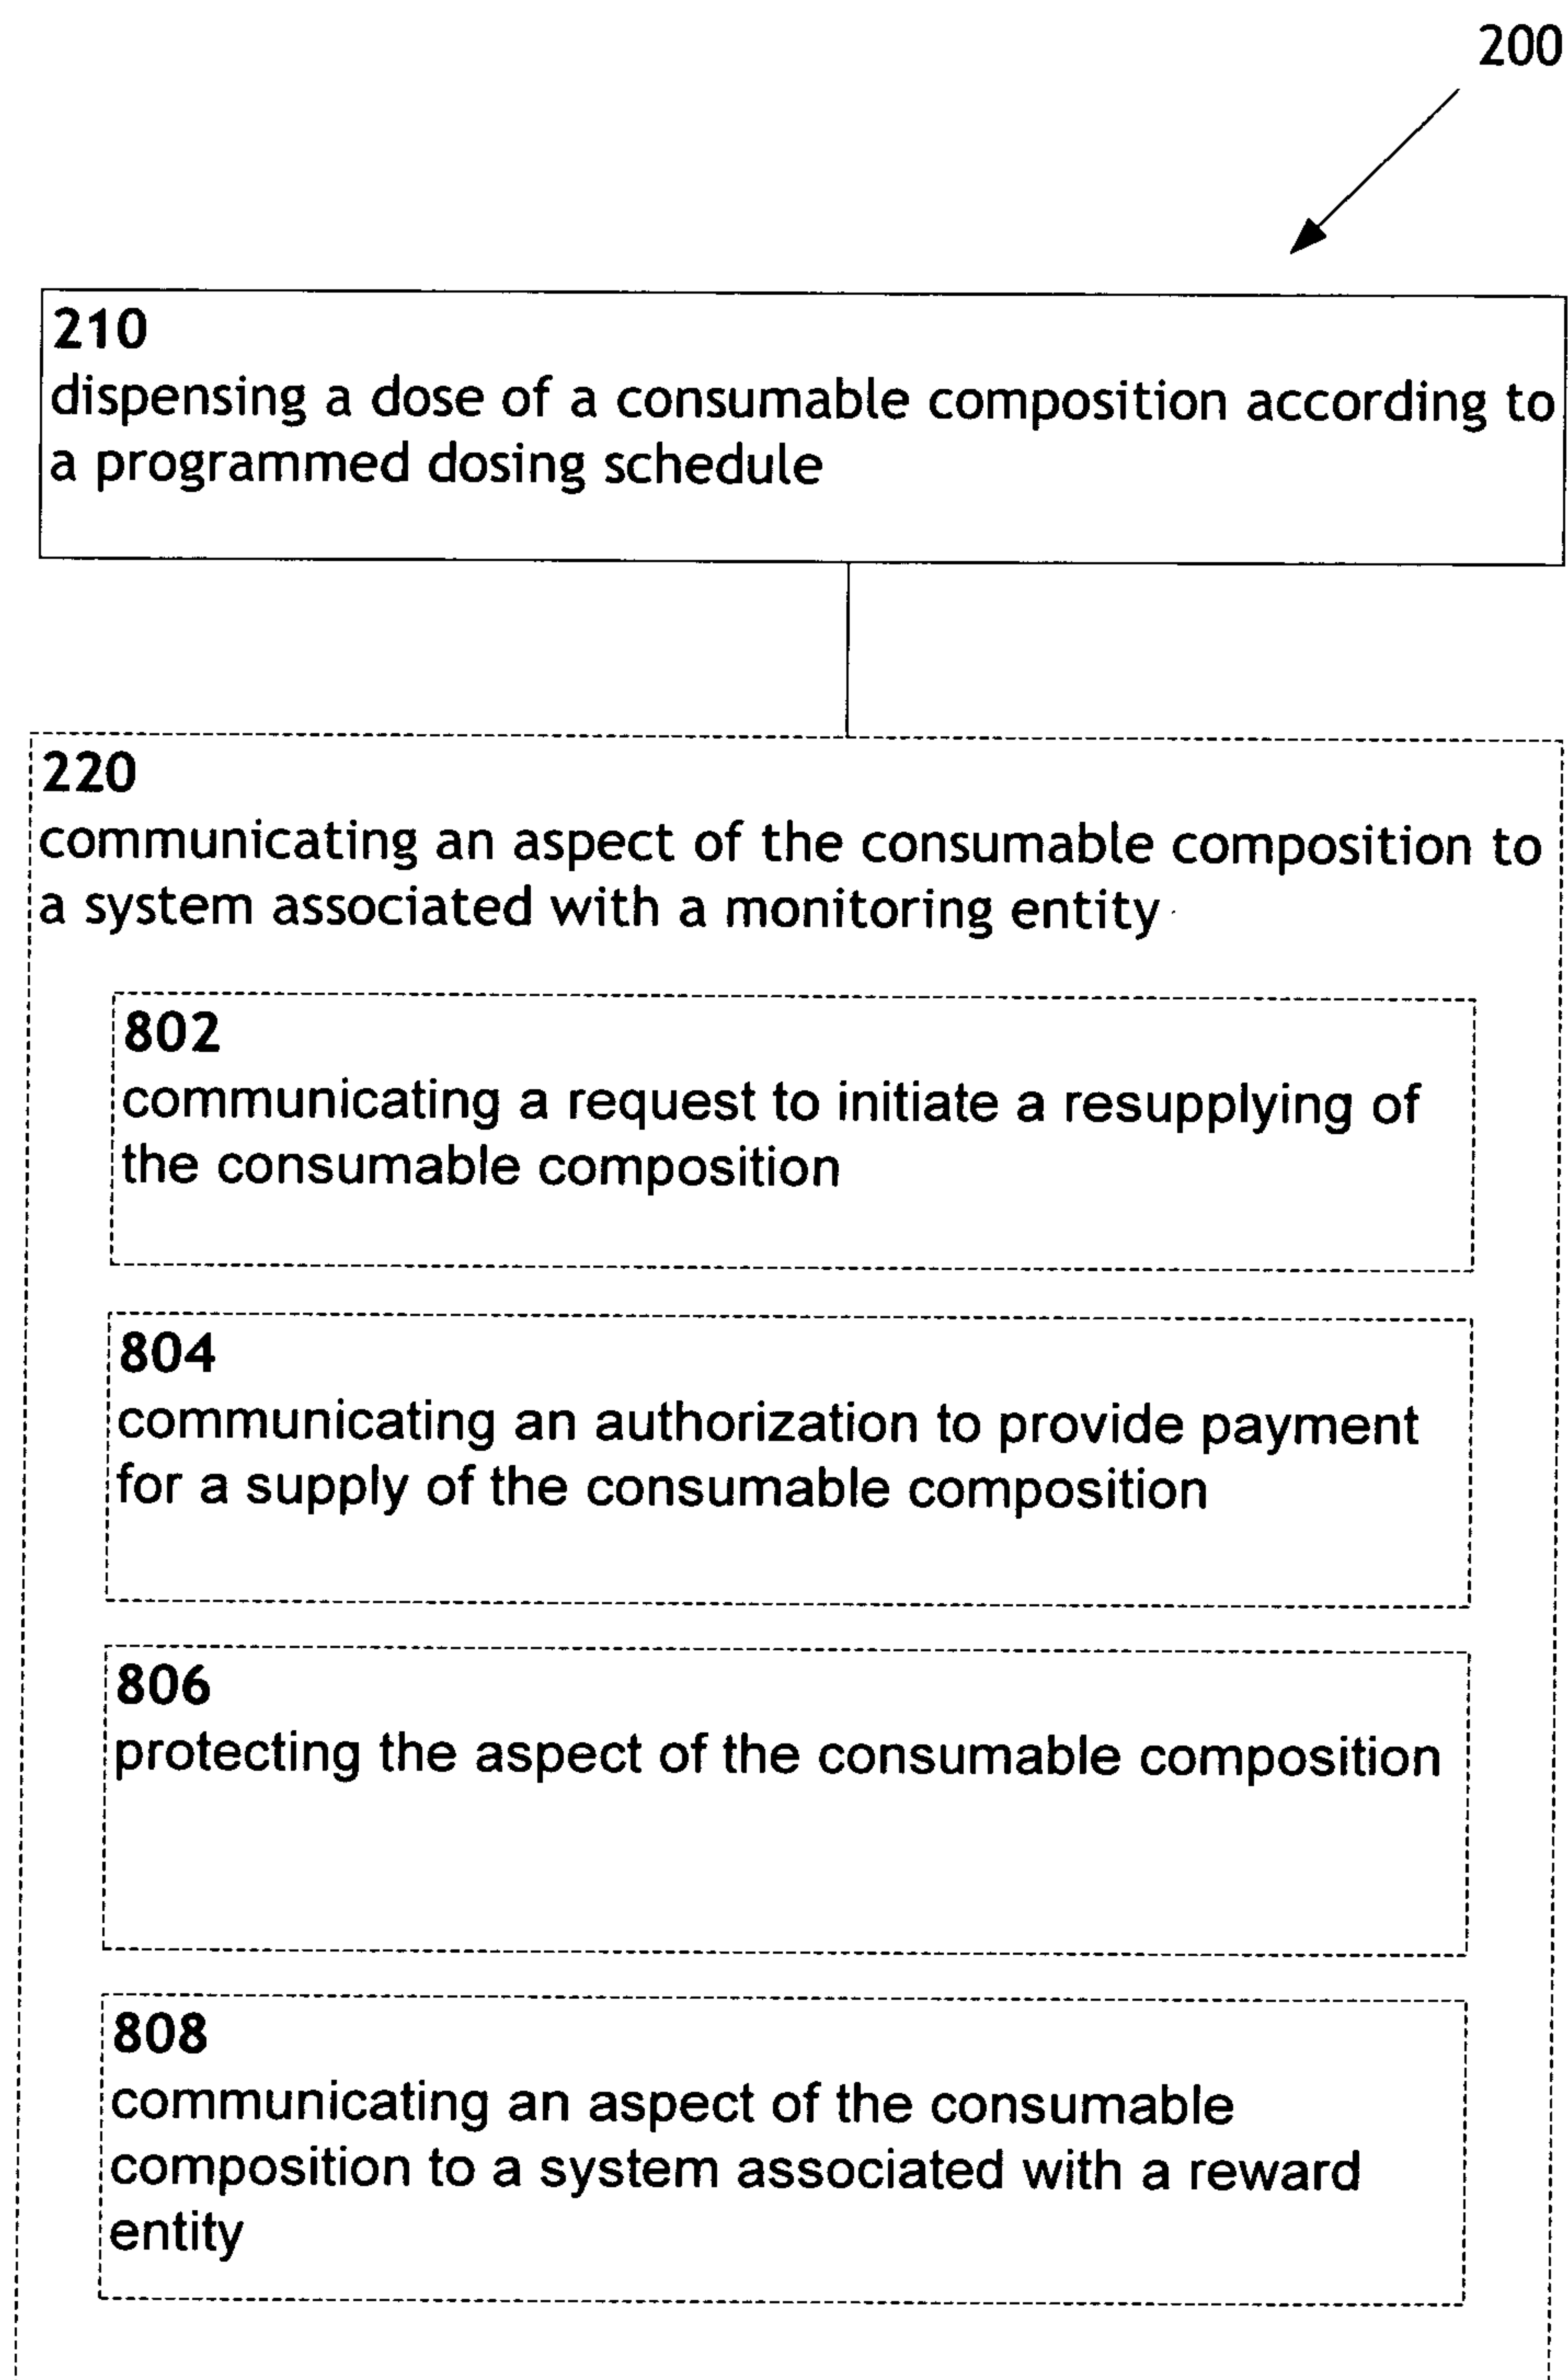 200
210
dispensing a dose of a consumable composition according to
a programmed dosing schedule
220
communicating an aspect of the consumable composition to
a system associated with a monitoring entity
802
communicating a request to initiate a resupplying of
the consumable composition
804
communicating an authorization to provide payment
for a supply of the consumable composition
806
protecting the aspect of the consumable composition
808
communicating an aspect of the consumable
composition to a system associated with a reward
entity